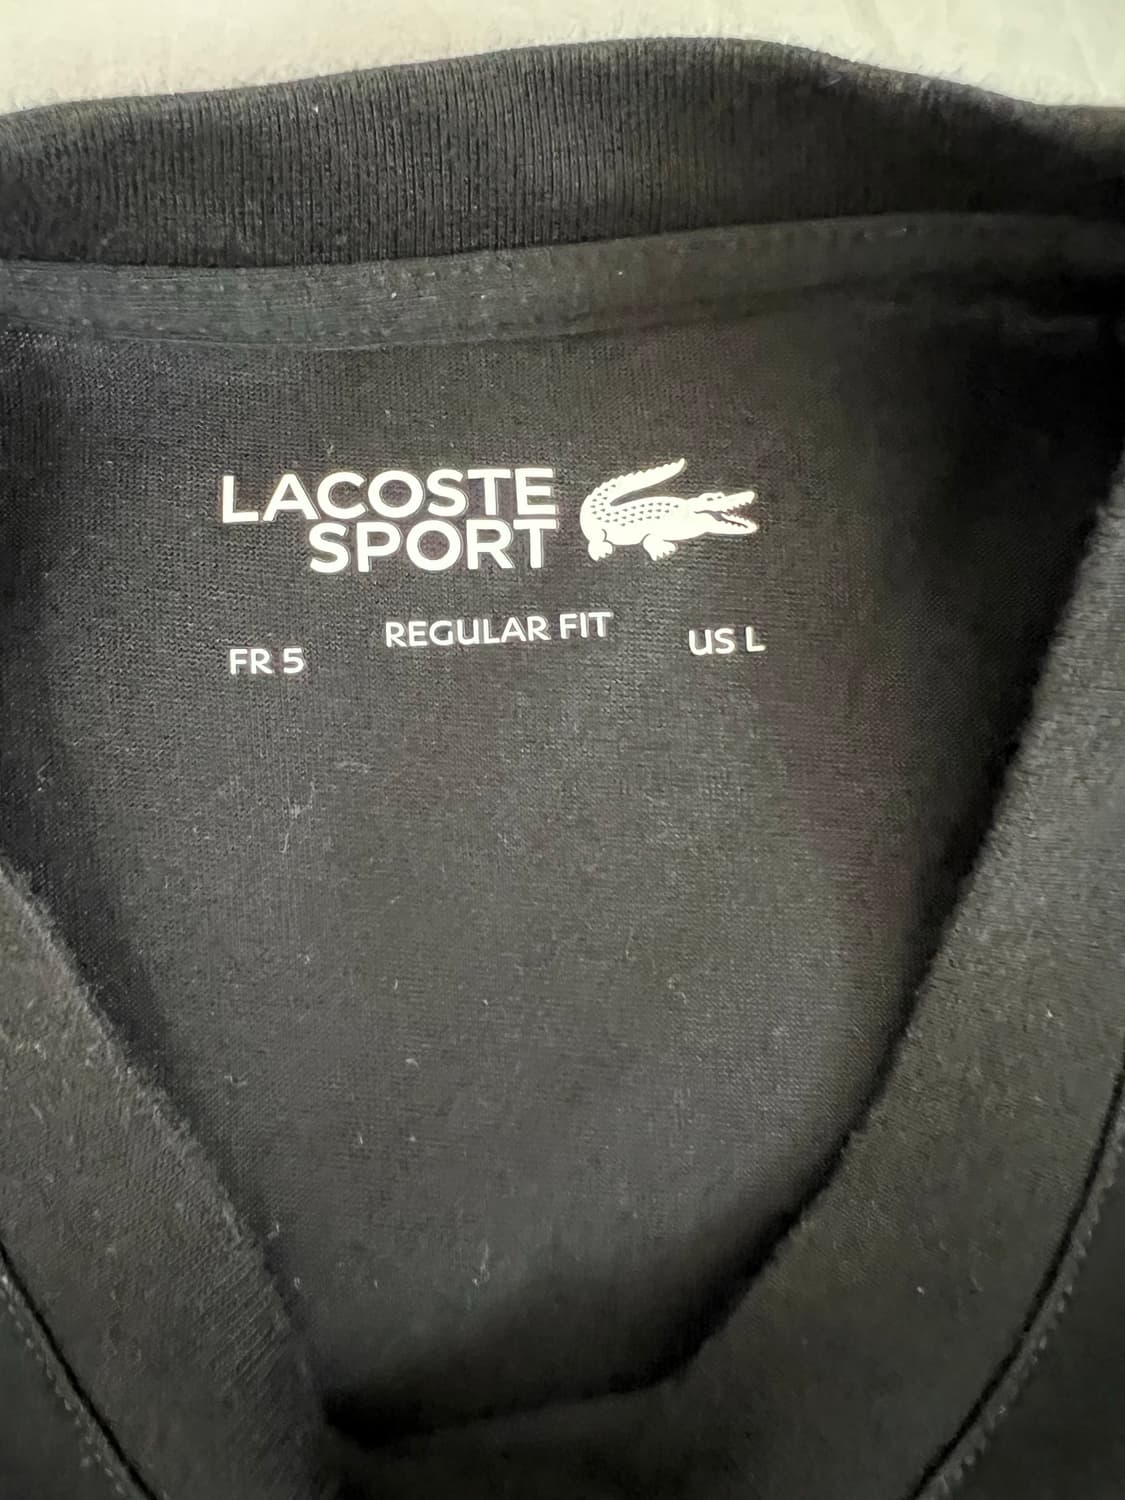 LACOSTE
SPORT
REGULAR FIT
FR 5
US L